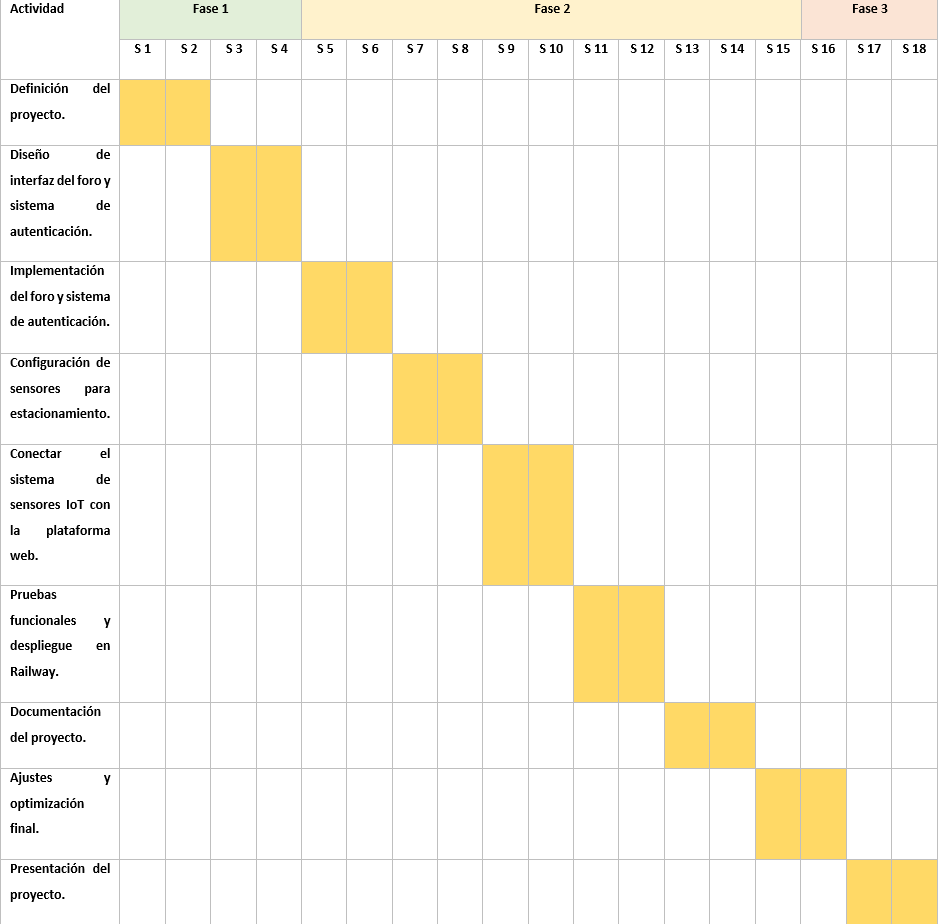 Actividad Fase 1 Fase 2 Fase 3
S 1 S 2 S 3 S 4 S 5 S 6 S 7 S 8 S 9 S 10 S 11 S 12 S 13 S 14 S 15 S 16 S 17 S 18
Definición del
proyecto.
Diseño de
interfaz del foro y
sistema de
autenticación.
Implementación
del foro y sistema
de autenticación.
Configuración de
sensores para
estacionamiento.
Conectar el
sistema de
sensores IoT con
la plataforma
web.
Pruebas
funcionales y
despliegue en
Railway.
Documentación
del proyecto.
Ajustes y
optimización
final.
Presentación del
proyecto.